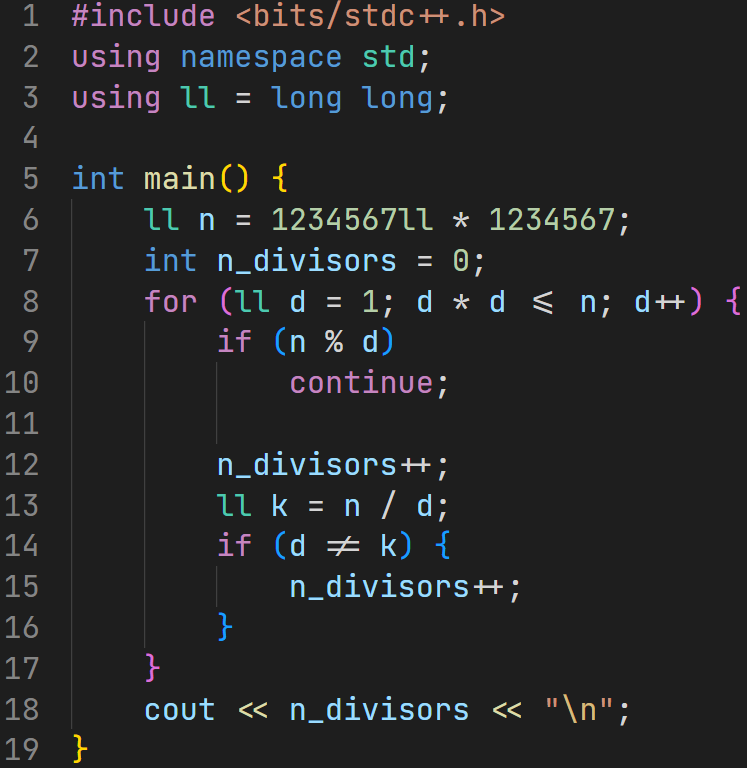 1 #include <bits/stdc++.h>
2 using namespace std;
3 using ll = long long;
4
5 int main() {
6     ll n = 1234567ll * 1234567;
7     int n_divisors = 0;
8     for (ll d = 1; d * d <= n; d++) {
9         if (n % d)
10             continue;
11
12         n_divisors++;
13         ll k = n / d;
14         if (d != k) {
15             n_divisors++;
16         }
17     }
18     cout << n_divisors << "\n";
19 }